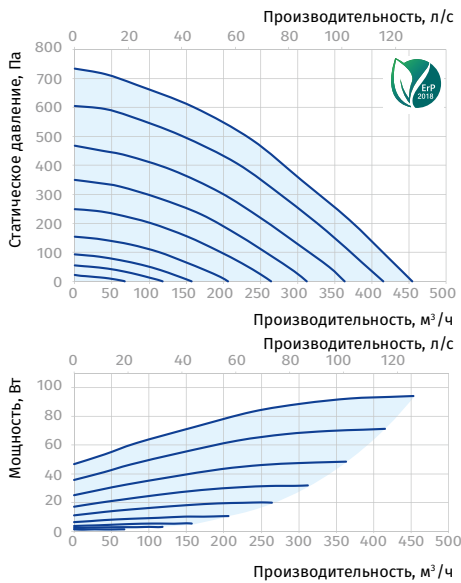 Производительность, л/с
0 20 40 60 80 100 120
Статическое давление, Па
800
700
600
500
400
300
200
100
0
ErP
2018
0 50 100 150 200 250 300 350 400 450 500
Производительность, м³/ч
Производительность, л/с
0 20 40 60 80 100 120
Мощность, Вт
100
80
60
40
20
0
0 50 100 150 200 250 300 350 400 450 500
Производительность, м³/ч